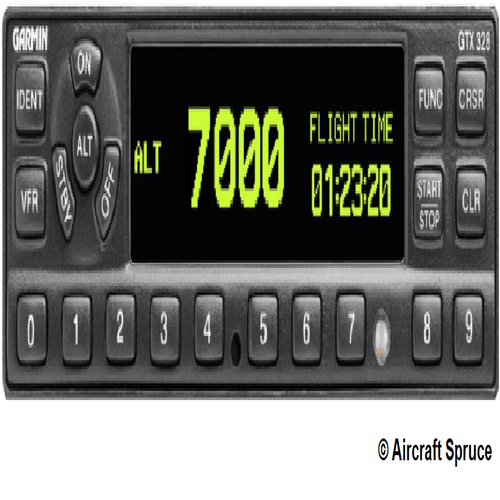 GARMIN
GTX 328
ON
IDENT
ALT
STBY
OFF
VFR
ALT
7000
FLIGHT TIME
01:23:20
FUNC
CRSR
START
STOP
CLR
0 1 2 3 4 5 6 7 8 9
© Aircraft Spruce